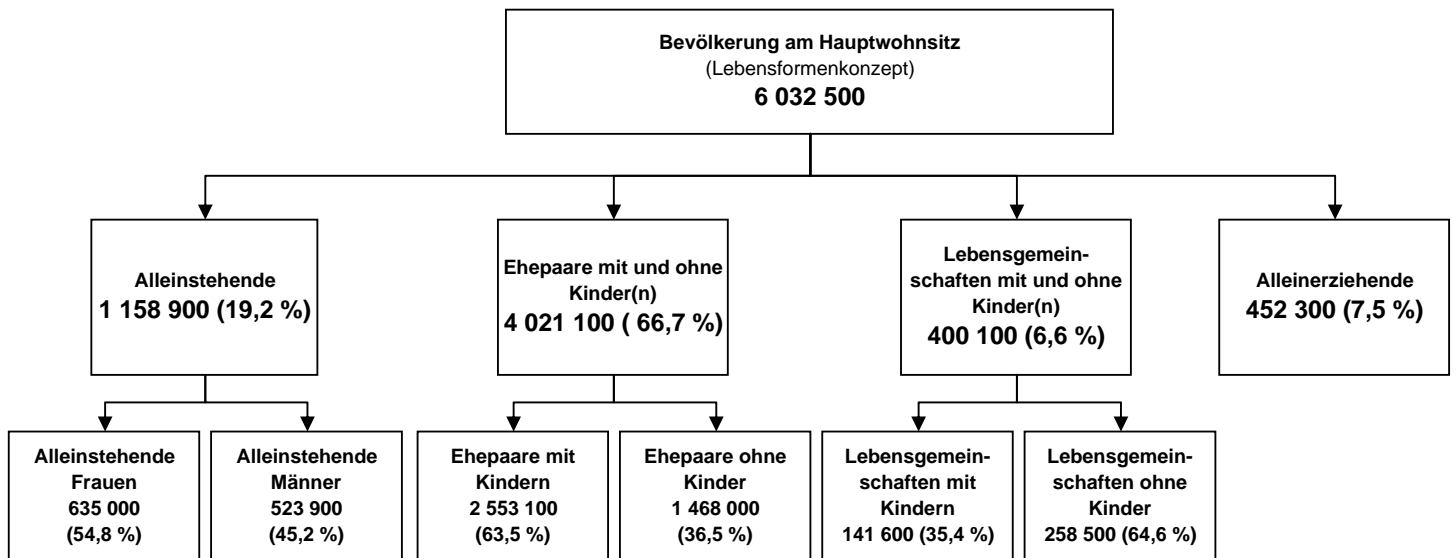 Bevölkerung am Hauptwohnsitz
(Lebensformenkonzept)
6 032 500
Alleinstehende
1 158 900 (19,2 %)
Ehepaare mit und ohne
Kinder(n)
4 021 100 ( 66,7 %)
Lebensgemein-
schaften mit und ohne
Kinder(n)
400 100 (6,6 %)
Alleinerziehende
452 300 (7,5 %)
Alleinstehende
Frauen
635 000
(54,8 %)
Alleinstehende
Männer
523 900
(45,2 %)
Ehepaare mit
Kindern
2 553 100
(63,5 %)
Ehepaare ohne
Kinder
1 468 000
(36,5 %)
Lebensgemein-
schaften mit
Kindern
141 600 (35,4 %)
Lebensgemein-
schaften ohne
Kinder
258 500 (64,6 %)